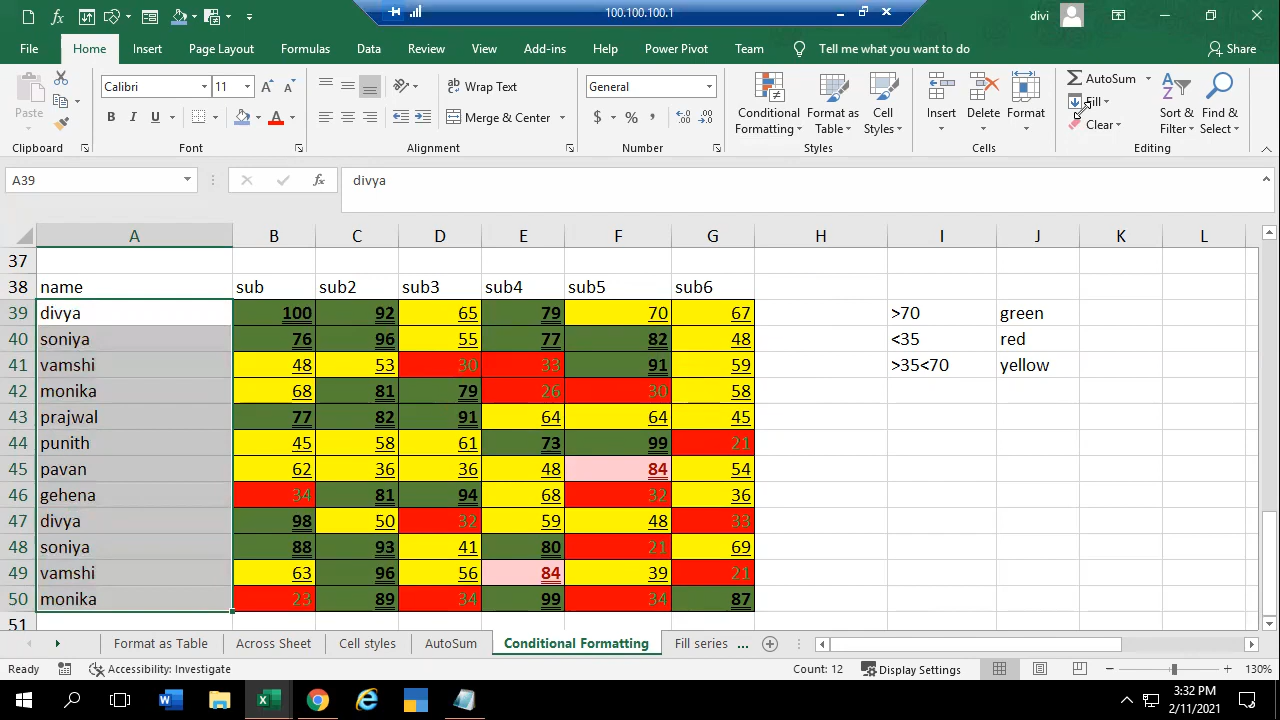 100.100.100.1
divi
File Home Insert Page Layout Formulas Data Review View Add-ins Help Power Pivot Team Tell me what you want to do Share
Paste
Calibri 11
B I U
Wrap Text
Merge & Center
General
$ % ,
Conditional Formatting
Format as Table
Cell Styles
Insert
Delete
Format
AutoSum
Fill
Clear
Sort & Filter
Find & Select
Clipboard Font Alignment Number Styles Cells Editing
A39 fx divya
A B C D E F G H I J K L
37
38 name sub sub2 sub3 sub4 sub5 sub6
39 divya 100 92 65 79 70 67 >70 green
40 soniya 76 96 55 77 82 48 <35 red
41 vamshi 48 53 30 33 91 59 >35<70 yellow
42 monika 68 81 79 26 30 58
43 prajwal 77 82 91 64 64 45
44 punith 45 58 61 73 99 21
45 pavan 62 36 36 48 84 54
46 gehena 34 81 94 68 32 36
47 divya 98 50 32 59 48 33
48 soniya 88 93 41 80 21 69
49 vamshi 63 96 56 84 39 21
50 monika 23 89 34 99 34 87
51
Format as Table Across Sheet Cell styles AutoSum Conditional Formatting Fill series ...
Ready Accessibility: Investigate Count: 12 Display Settings 130%
3:32 PM
2/11/2021